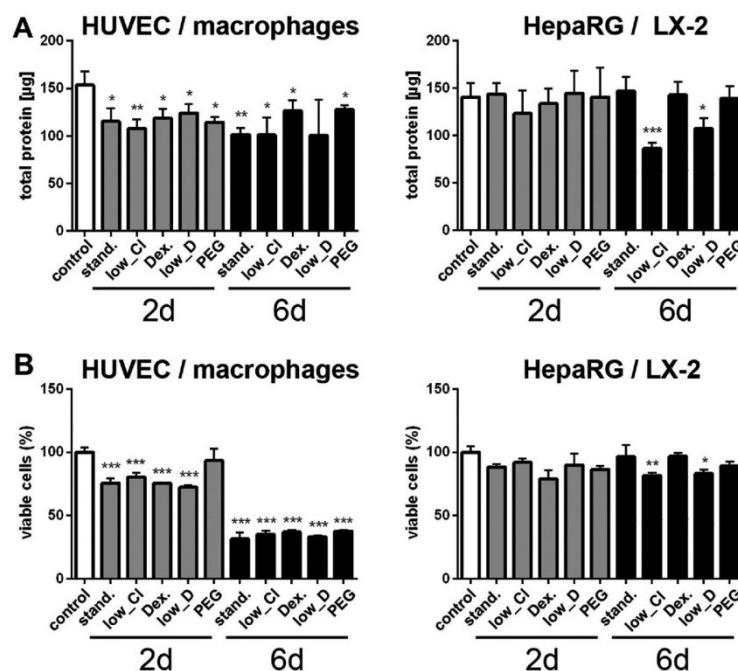 A
HUVEC / macrophages
total protein [µg]
200
150
100
50
0
*
**
*
*
*
**
*
*
*
control
stand.
low_Cl
Dex.
low_D
PEG
stand.
low_Cl
Dex.
low_D
PEG
2d
6d
HepaRG / LX-2
total protein [µg]
200
150
100
50
0
***
*
control
stand.
low_Cl
Dex.
low_D
PEG
stand.
low_Cl
Dex.
low_D
PEG
2d
6d
B
HUVEC / macrophages
viable cells (%)
150
100
50
0
***
***
***
***
***
***
***
***
***
control
stand.
low_Cl
Dex.
low_D
PEG
stand.
low_Cl
Dex.
low_D
PEG
2d
6d
HepaRG / LX-2
viable cells (%)
150
100
50
0
**
*
control
stand.
low_Cl
Dex.
low_D
PEG
stand.
low_Cl
Dex.
low_D
PEG
2d
6d